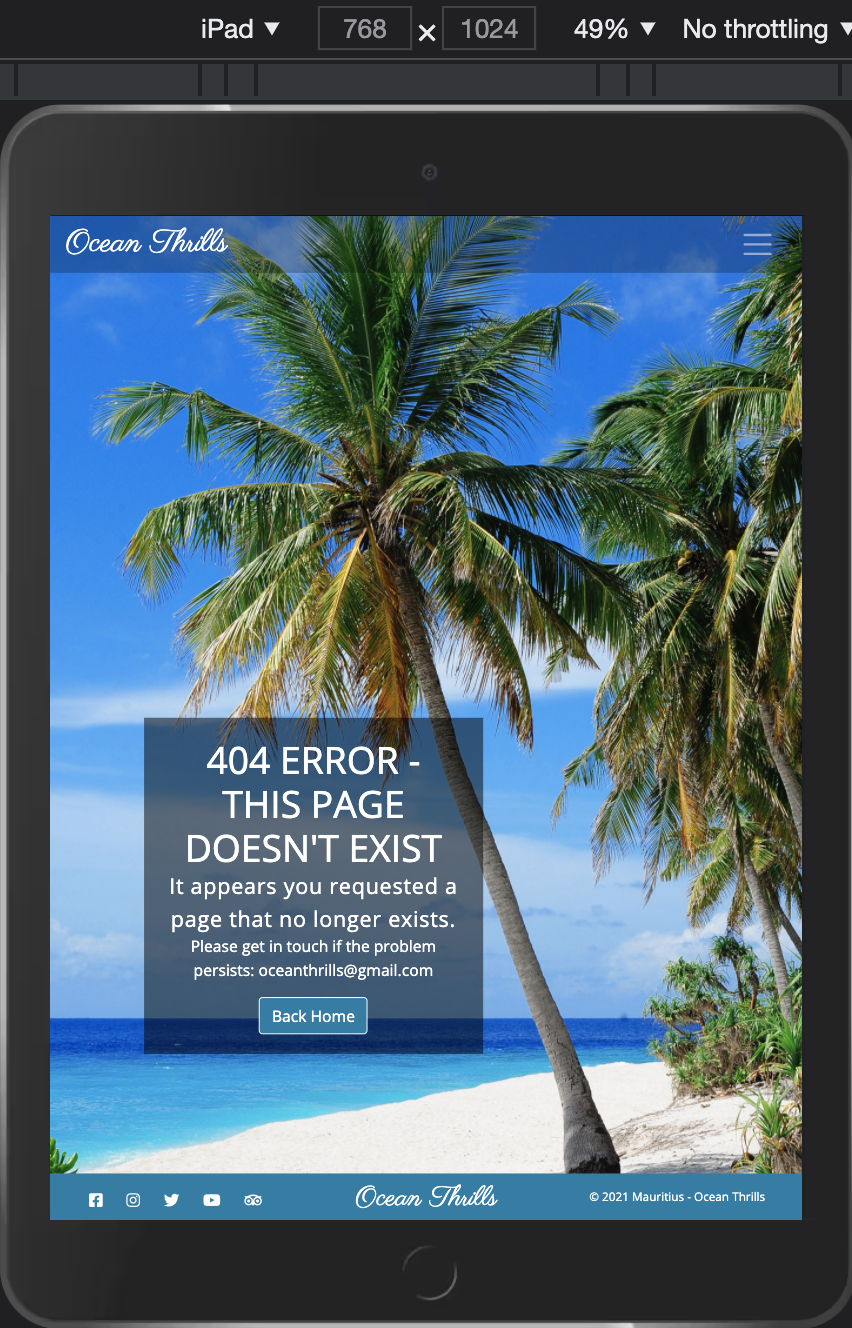 iPad ▼ 768 × 1024 49% ▼ No throttling ▼
Ocean Thrills
404 ERROR -
THIS PAGE
DOESN'T EXIST
It appears you requested a
page that no longer exists.
Please get in touch if the problem
persists: oceanthrills@gmail.com
Back Home
Ocean Thrills © 2021 Mauritius - Ocean Thrills